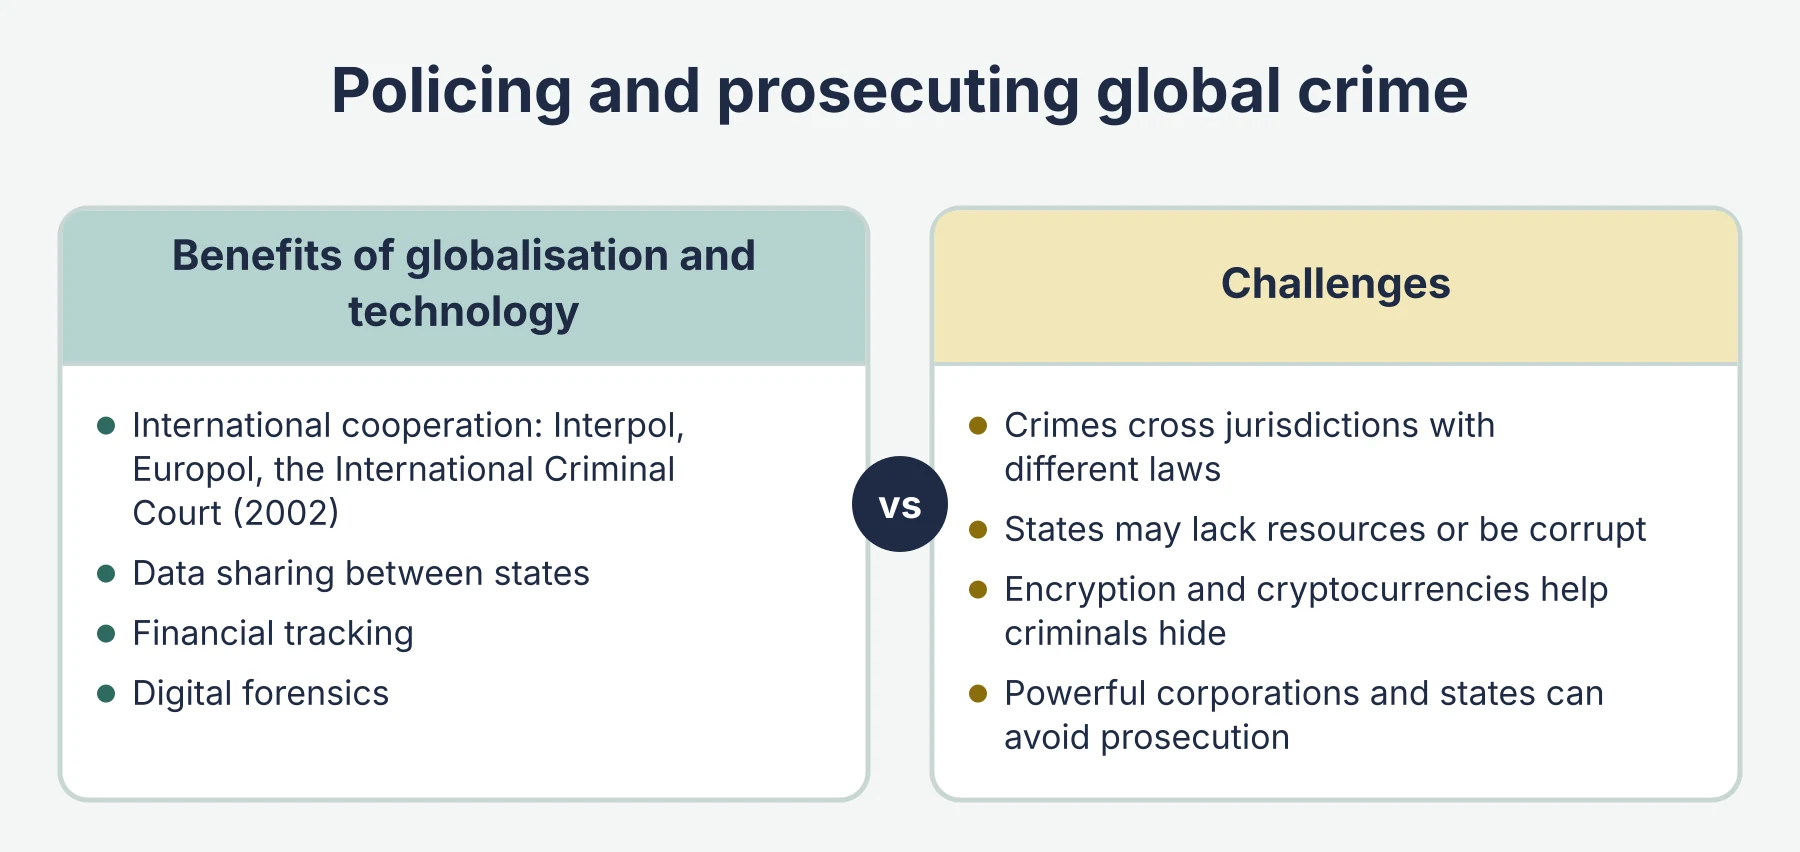 Policing and prosecuting global crime
Benefits of globalisation and
technology
International cooperation: Interpol,
Europol, the International Criminal
Court (2002)
Data sharing between states
Financial tracking
Digital forensics
vs
Challenges
Crimes cross jurisdictions with
different laws
States may lack resources or be corrupt
Encryption and cryptocurrencies help
criminals hide
Powerful corporations and states can
avoid prosecution